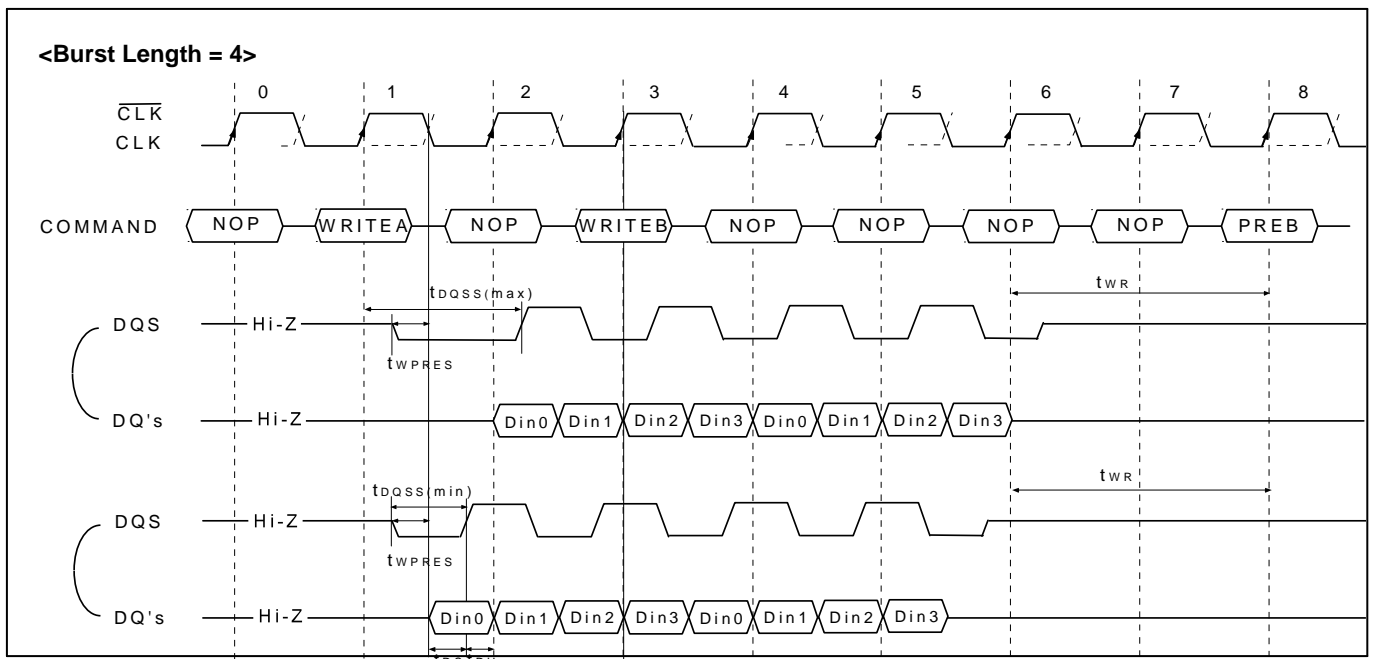 <Burst Length = 4>
0 1 2 3 4 5 6 7 8
CLK
CLK
COMMAND NOP WRITEA NOP WRITEB NOP NOP NOP NOP PREB
tDQSS(max) tWR
DQS Hi-Z
tWPRES
DQ's Hi-Z Din0 Din1 Din2 Din3 Din0 Din1 Din2 Din3
tDQSS(min) tWR
DQS Hi-Z
tWPRES
DQ's Hi-Z Din0 Din1 Din2 Din3 Din0 Din1 Din2 Din3